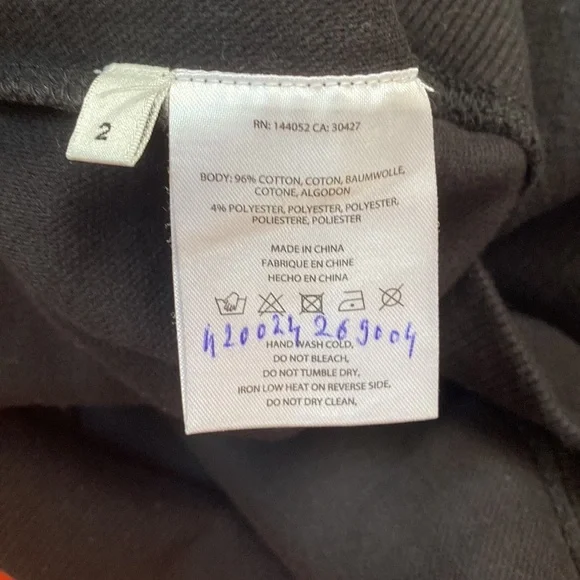 2
RN: 144052 CA: 30427
BODY: 96% COTTON, COTON, BAUMWOLLE,
COTONE, ALGODON
4% POLYESTER, POLYESTER, POLYESTER,
POLIESTERE, POLIESTER
MADE IN CHINA
FABRIQUE EN CHINE
HECHO EN CHINA
420024269004
HAND WASH COLD,
DO NOT BLEACH,
DO NOT TUMBLE DRY,
IRON LOW HEAT ON REVERSE SIDE,
DO NOT DRY CLEAN,